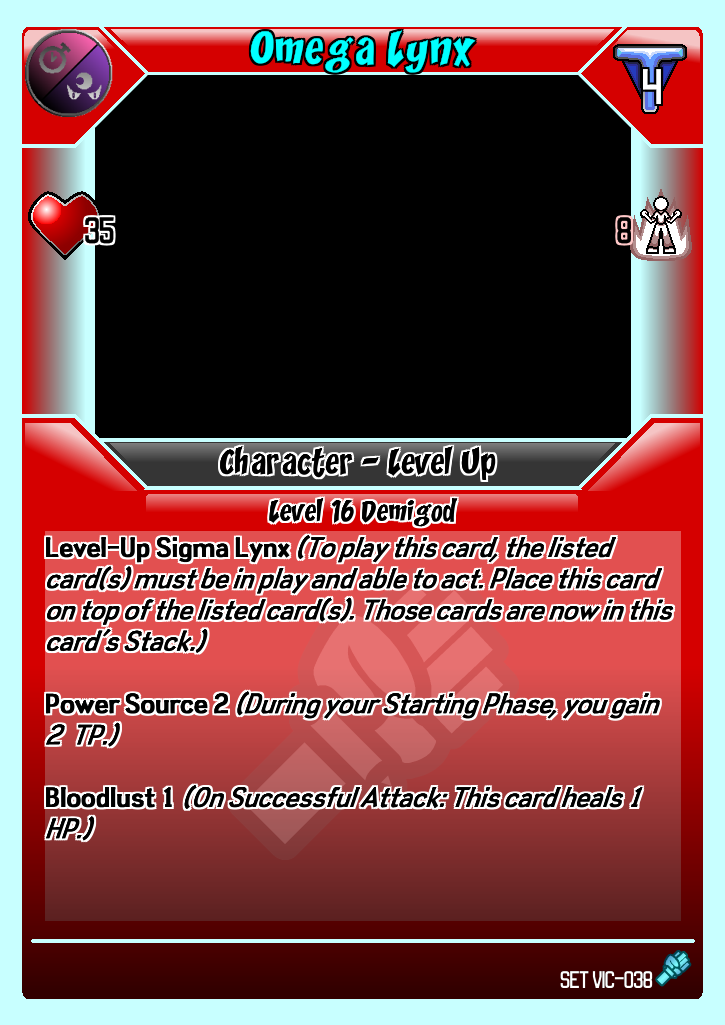 Omega Lynx
4
35
8
Character - Level Up
Level 16 Demigod
Level-Up Sigma Lynx (To play this card, the listed
card(s) must be in play and able to act. Place this card
on top of the listed card(s). Those cards are now in this
card's Stack.)
Power Source 2 (During your Starting Phase, you gain
2 TP.)
Bloodlust 1 (On Successful Attack: This card heals 1
HP.)
SET VIC-038